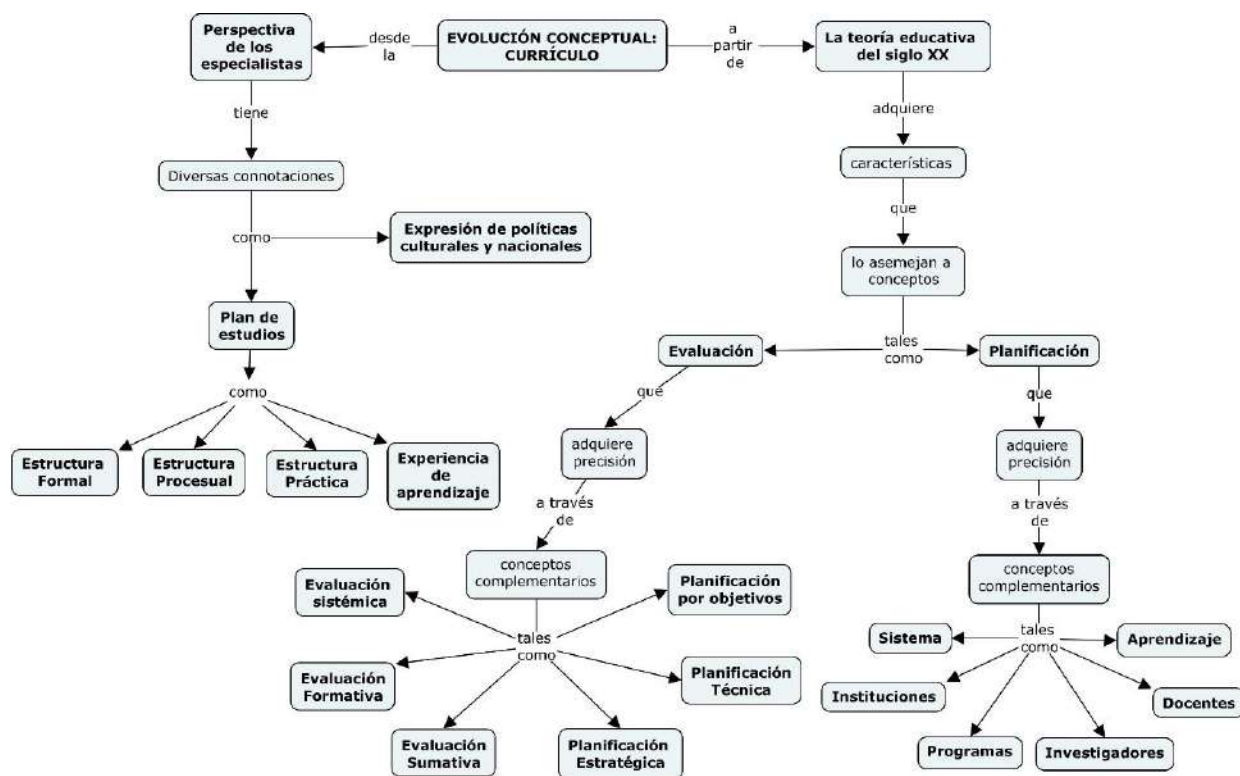 Perspectiva
de los
especialistas
desde
la
EVOLUCIÓN CONCEPTUAL:
CURRÍCULO
a
partir
de
La teoría educativa
del siglo XX
tiene
adquiere
Diversas connotaciones
características
que
como
Expresión de políticas
culturales y nacionales
lo asemejan a
conceptos
Plan de
estudios
Evaluación
tales
como
Planificación
como
que
que
Estructura
Formal
Estructura
Procesual
Estructura
Práctica
Experiencia
de
aprendizaje
adquiere
precisión
adquiere
precisión
a través
de
a través
de
conceptos
complementarios
conceptos
complementarios
Evaluación
sistémica
Planificación
por objetivos
tales
como
Evaluación
Formativa
Planificación
Técnica
Evaluación
Sumativa
Planificación
Estratégica
Sistema
tales
como
Aprendizaje
Instituciones
Docentes
Programas
Investigadores